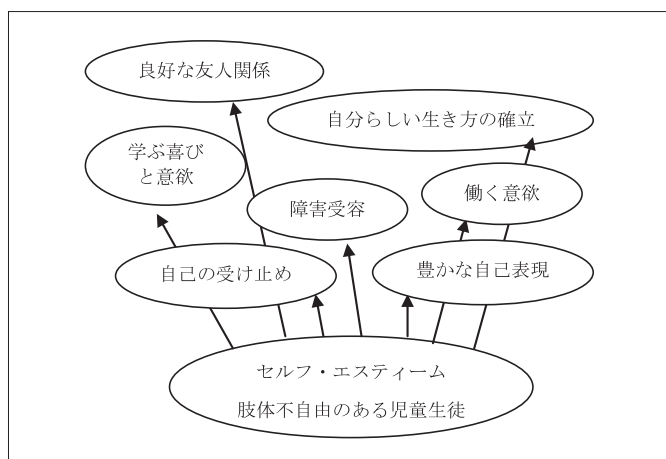 良好な友人関係
自分らしい生き方の確立
学ぶ喜び
と意欲
働く意欲
障害受容
自己の受け止め
豊かな自己表現
セルフ・エスティーム
肢体不自由のある児童生徒